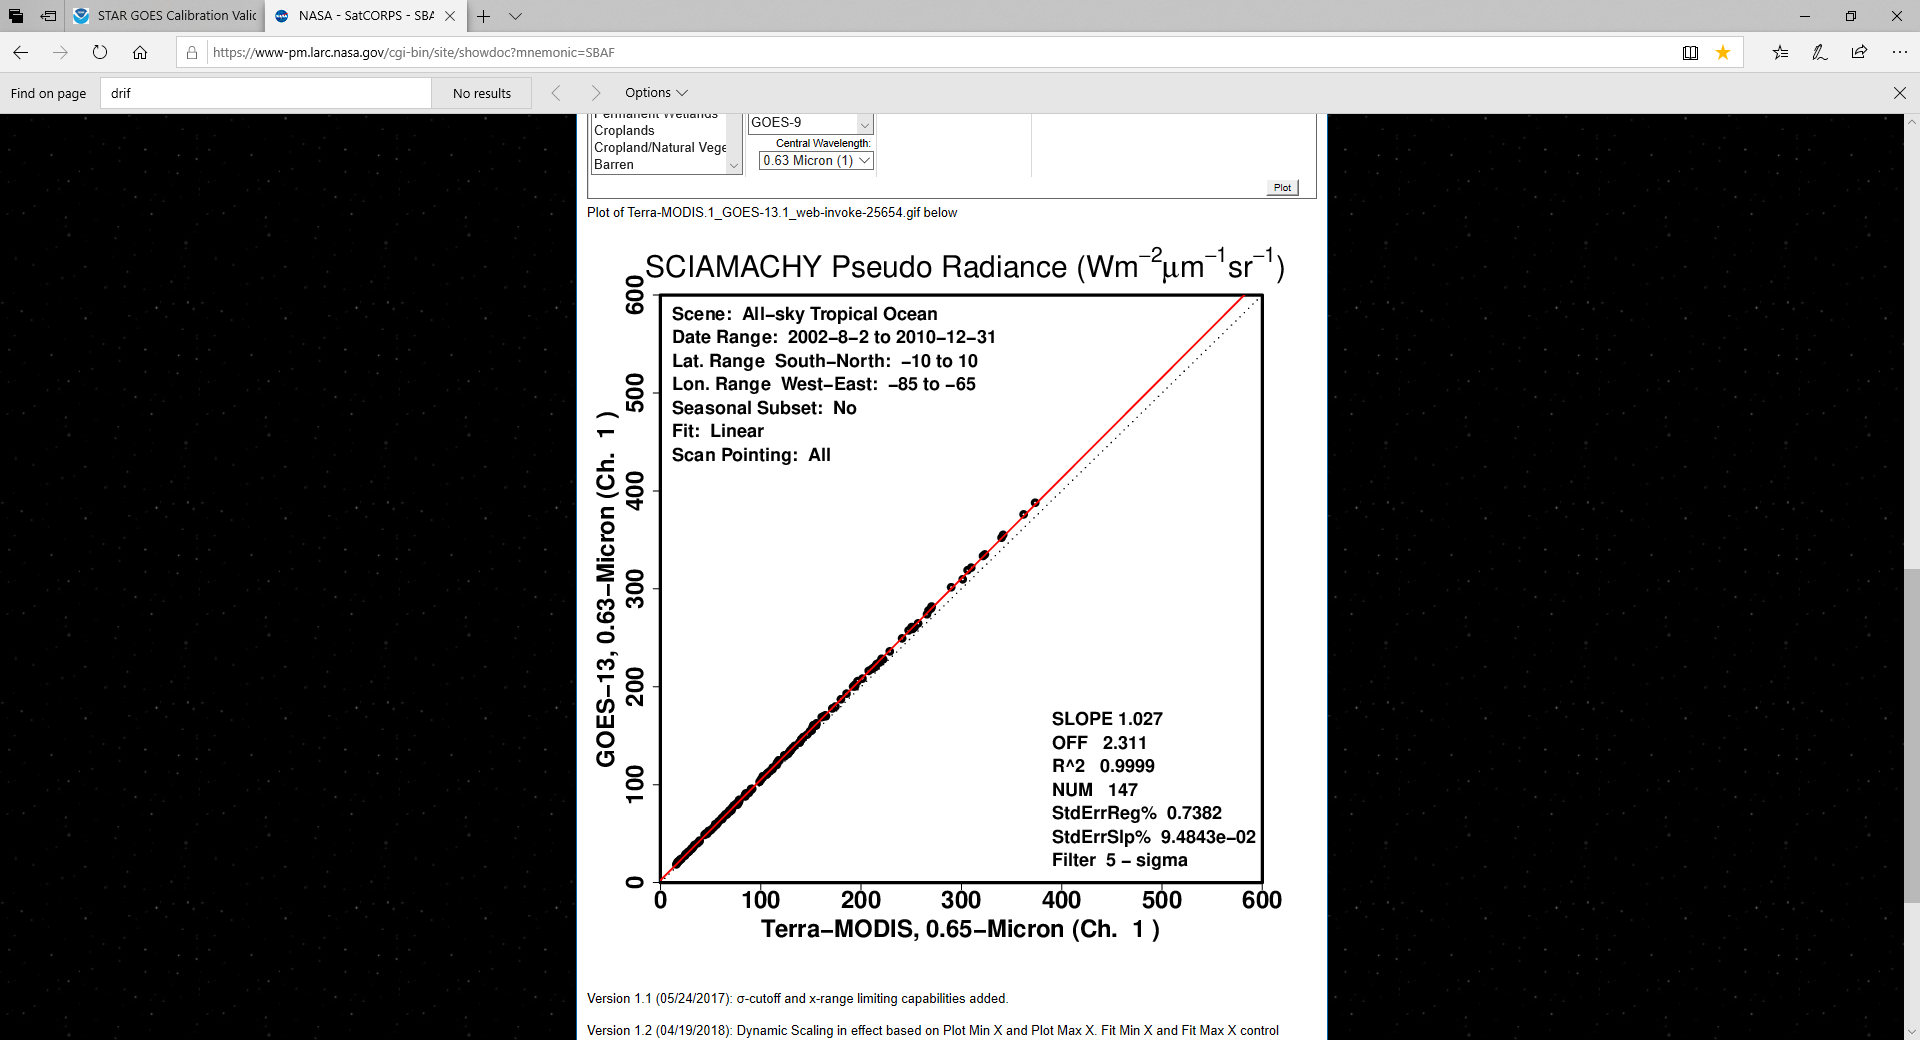 STAR GOES Calibration Valic
NASA - SatCORPS - SBA
https://www-pm.larc.nasa.gov/cgi-bin/site/showdoc?mnemonic=SBAF
Find on page
drif
No results
Options
Permanent Wetlands
Croplands
Cropland/Natural Vege
Barren
GOES-9
Central Wavelength:
0.63 Micron (1)
Plot
Plot of Terra-MODIS.1_GOES-13.1_web-invoke-25654.gif below
SCIAMACHY Pseudo Radiance (Wm⁻²μm⁻¹sr⁻¹)
Scene: All-sky Tropical Ocean
Date Range: 2002-8-2 to 2010-12-31
Lat. Range South-North: -10 to 10
Lon. Range West-East: -85 to -65
Seasonal Subset: No
Fit: Linear
Scan Pointing: All
GOES-13, 0.63-Micron (Ch. 1 )
600
500
400
300
200
100
0
SLOPE 1.027
OFF 2.311
R^2 0.9999
NUM 147
StdErrReg% 0.7382
StdErrSlp% 9.4843e-02
Filter 5 - sigma
0 100 200 300 400 500 600
Terra-MODIS, 0.65-Micron (Ch. 1 )
Version 1.1 (05/24/2017): σ-cutoff and x-range limiting capabilities added.
Version 1.2 (04/19/2018): Dynamic Scaling in effect based on Plot Min X and Plot Max X. Fit Min X and Fit Max X control